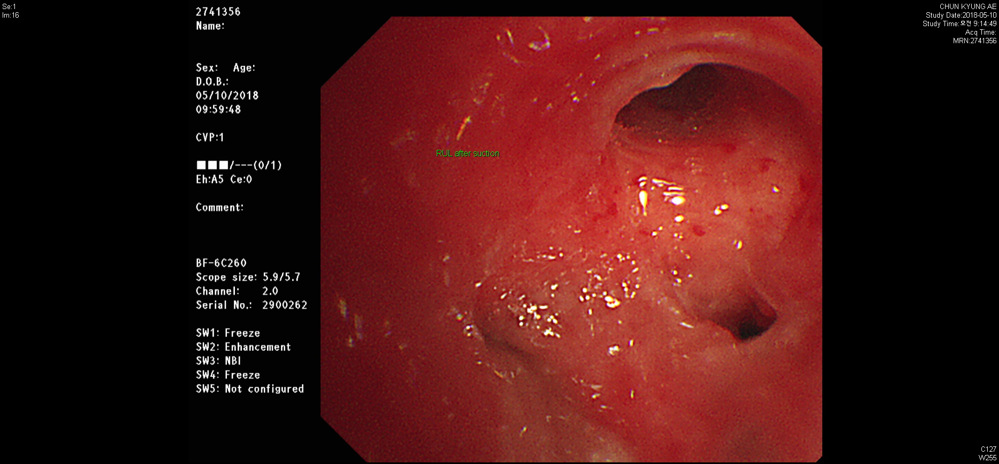 Se:1
Im:16
2741356
Name:
Sex: Age:
D.O.B.:
05/10/2018
09:59:48
CVP:1
■■■/---(0/1)
Eh:A5 Ce:0
Comment:
BF-6C260
Scope size: 5.9/5.7
Channel: 2.0
Serial No.: 2900262
SW1: Freeze
SW2: Enhancement
SW3: NBI
SW4: Freeze
SW5: Not configured
RUL after suction
CHUN KYUNG AE
Study Date:2018-05-10
Study Time:오전 9:14:49
Acq Time:
MRN:2741356
C127
W255